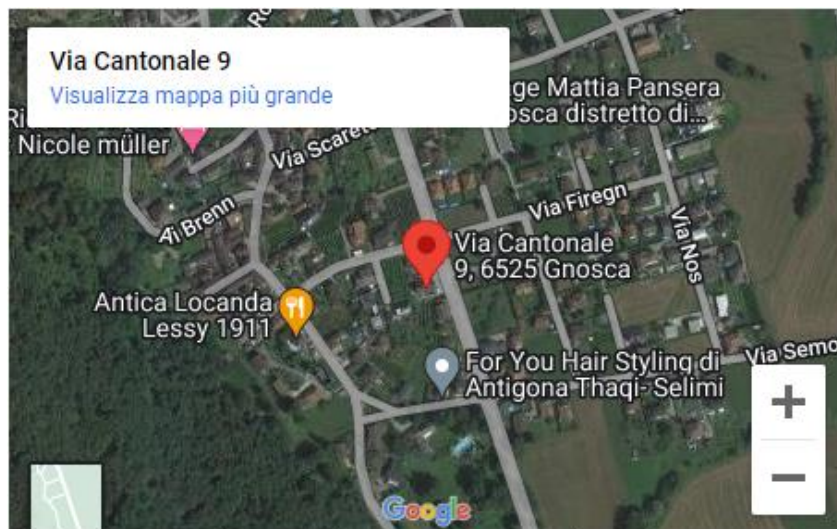 Via Cantonale 9
Visualizza mappa più grande
Nicole müller
Via Scareto
ge Mattia Pansera
osca distretto di...
Ai Brenn
Via Firegn
Via Nos
Via Cantonale
9, 6525 Gnosca
Antica Locanda
Lessy 1911
For You Hair Styling di
Antigona Thaqi- Selimi
Via Semo
Google